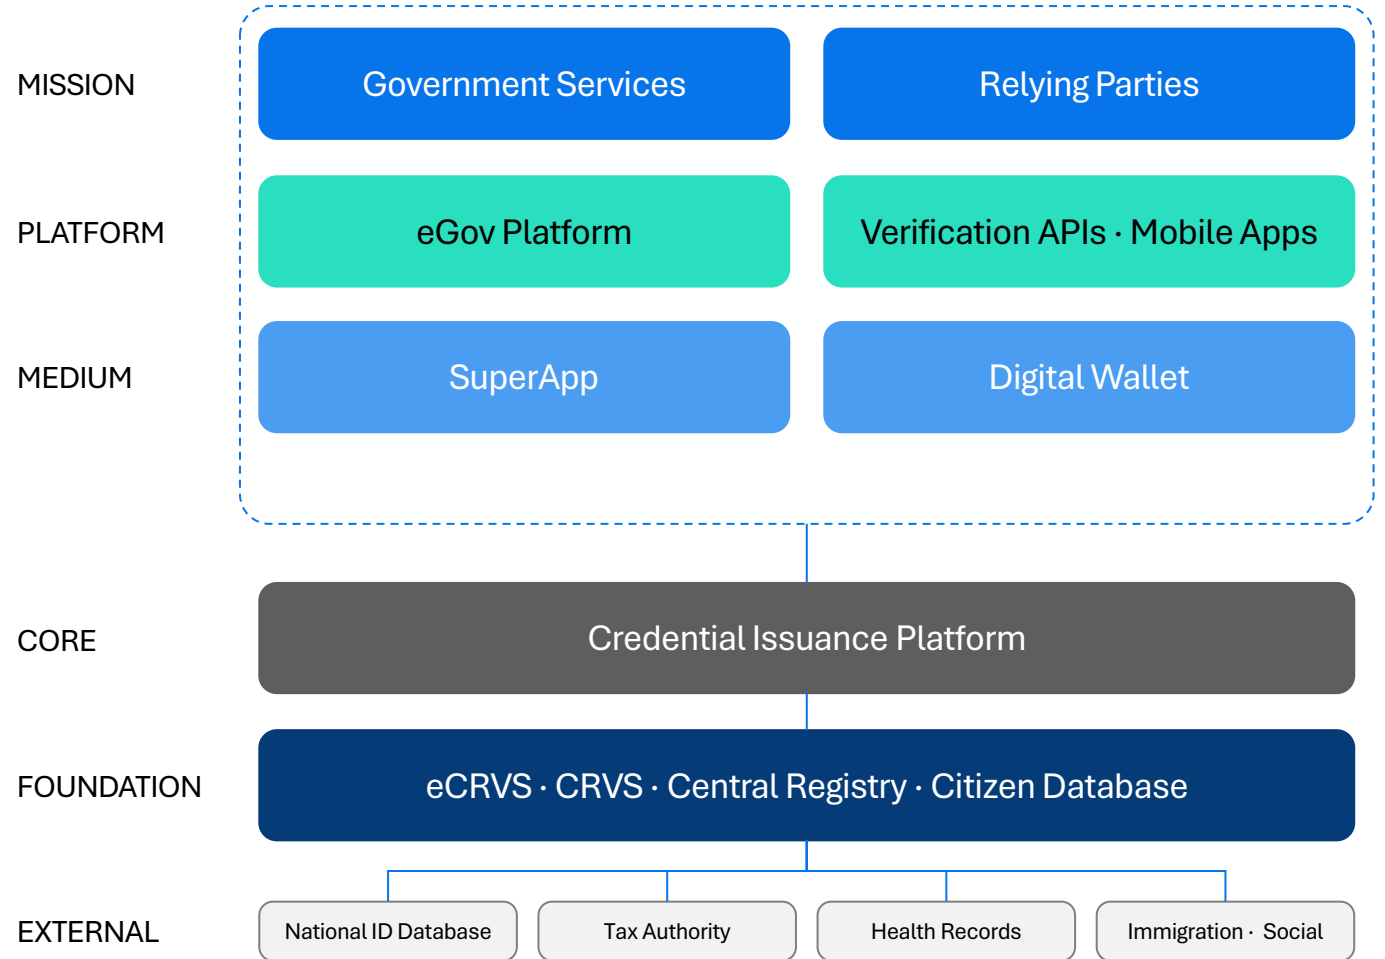 MISSION
Government Services
Relying Parties
PLATFORM
eGov Platform
Verification APIs · Mobile Apps
MEDIUM
SuperApp
Digital Wallet
CORE
Credential Issuance Platform
FOUNDATION
eCRVS · CRVS · Central Registry · Citizen Database
EXTERNAL
National ID Database
Tax Authority
Health Records
Immigration · Social